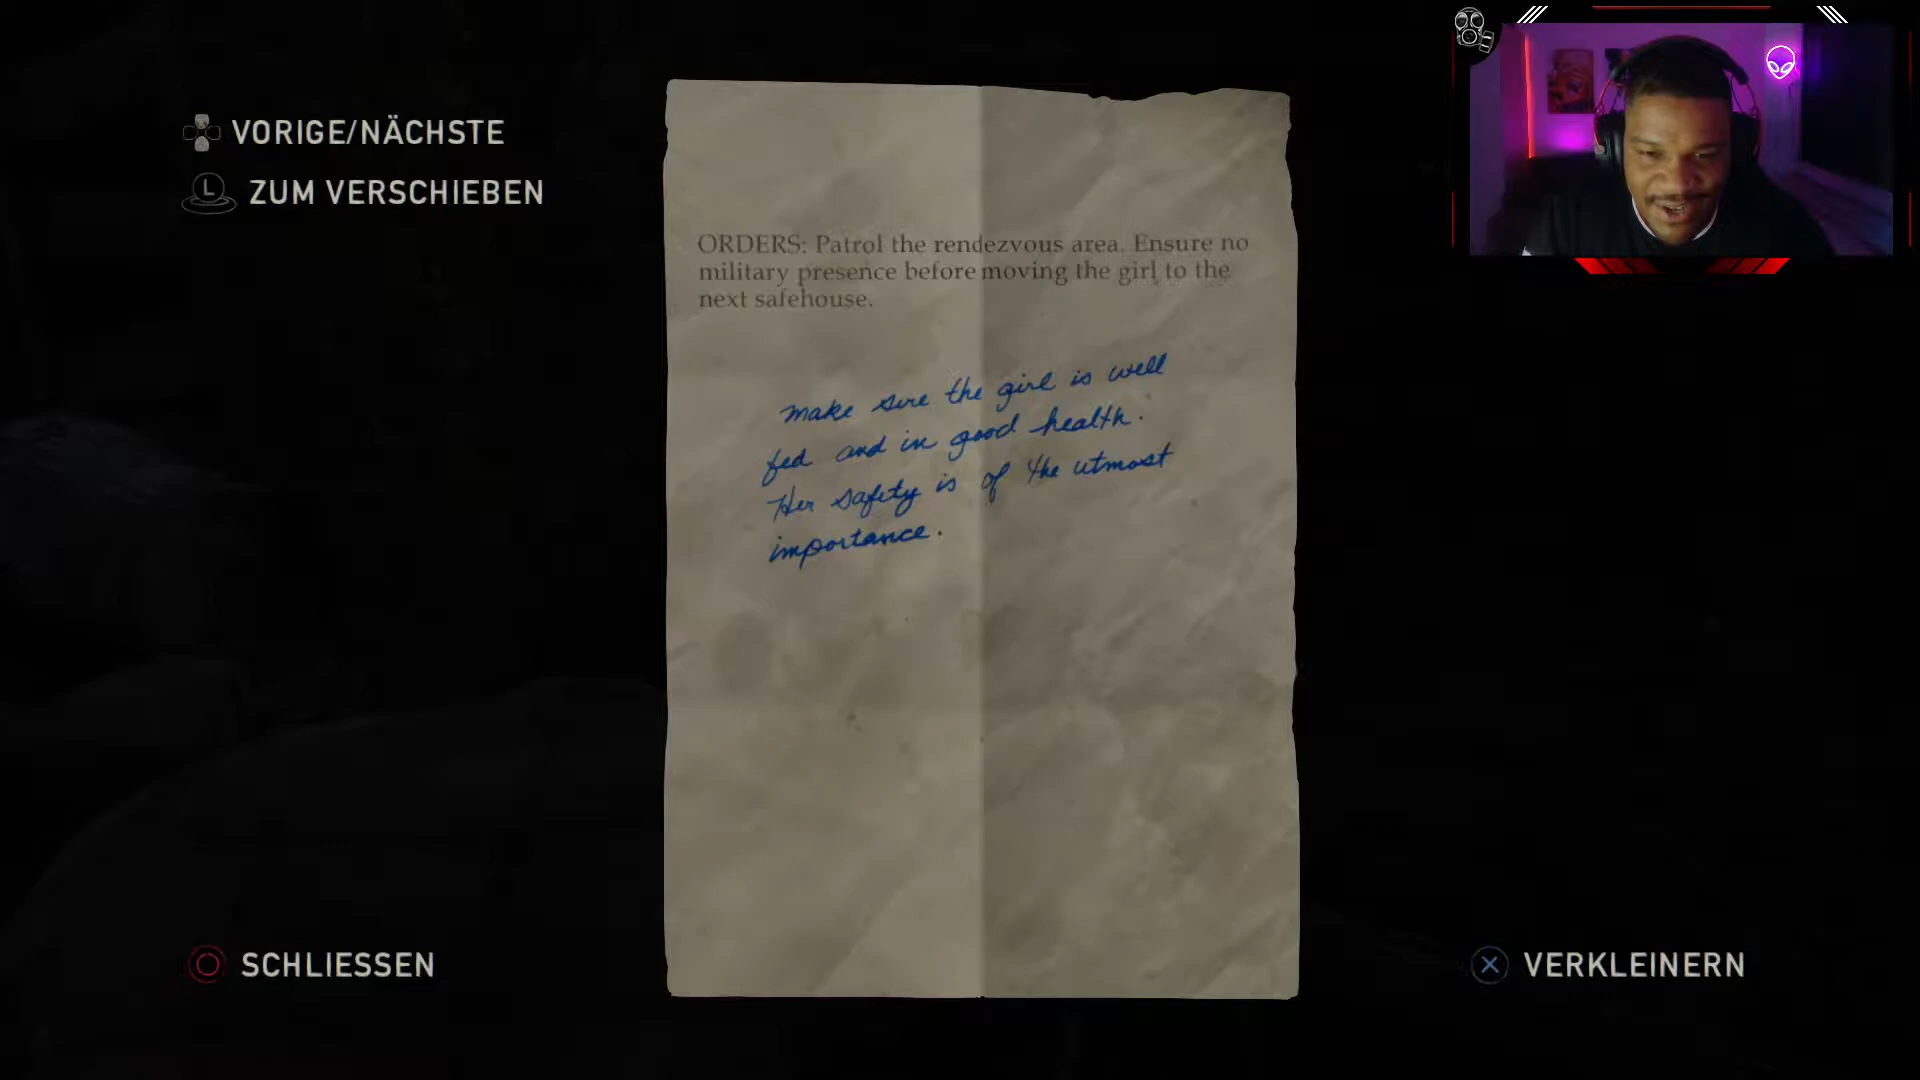 VORIGE/NÄCHSTE
L
ZUM VERSCHIEBEN
ORDERS: Patrol the rendezvous area. Ensure no
military presence before moving the girl to the
next safehouse.
make sure the girl is well
fed and in good health.
Her safety is of the utmost
importance.
SCHLIESSEN
VERKLEINERN